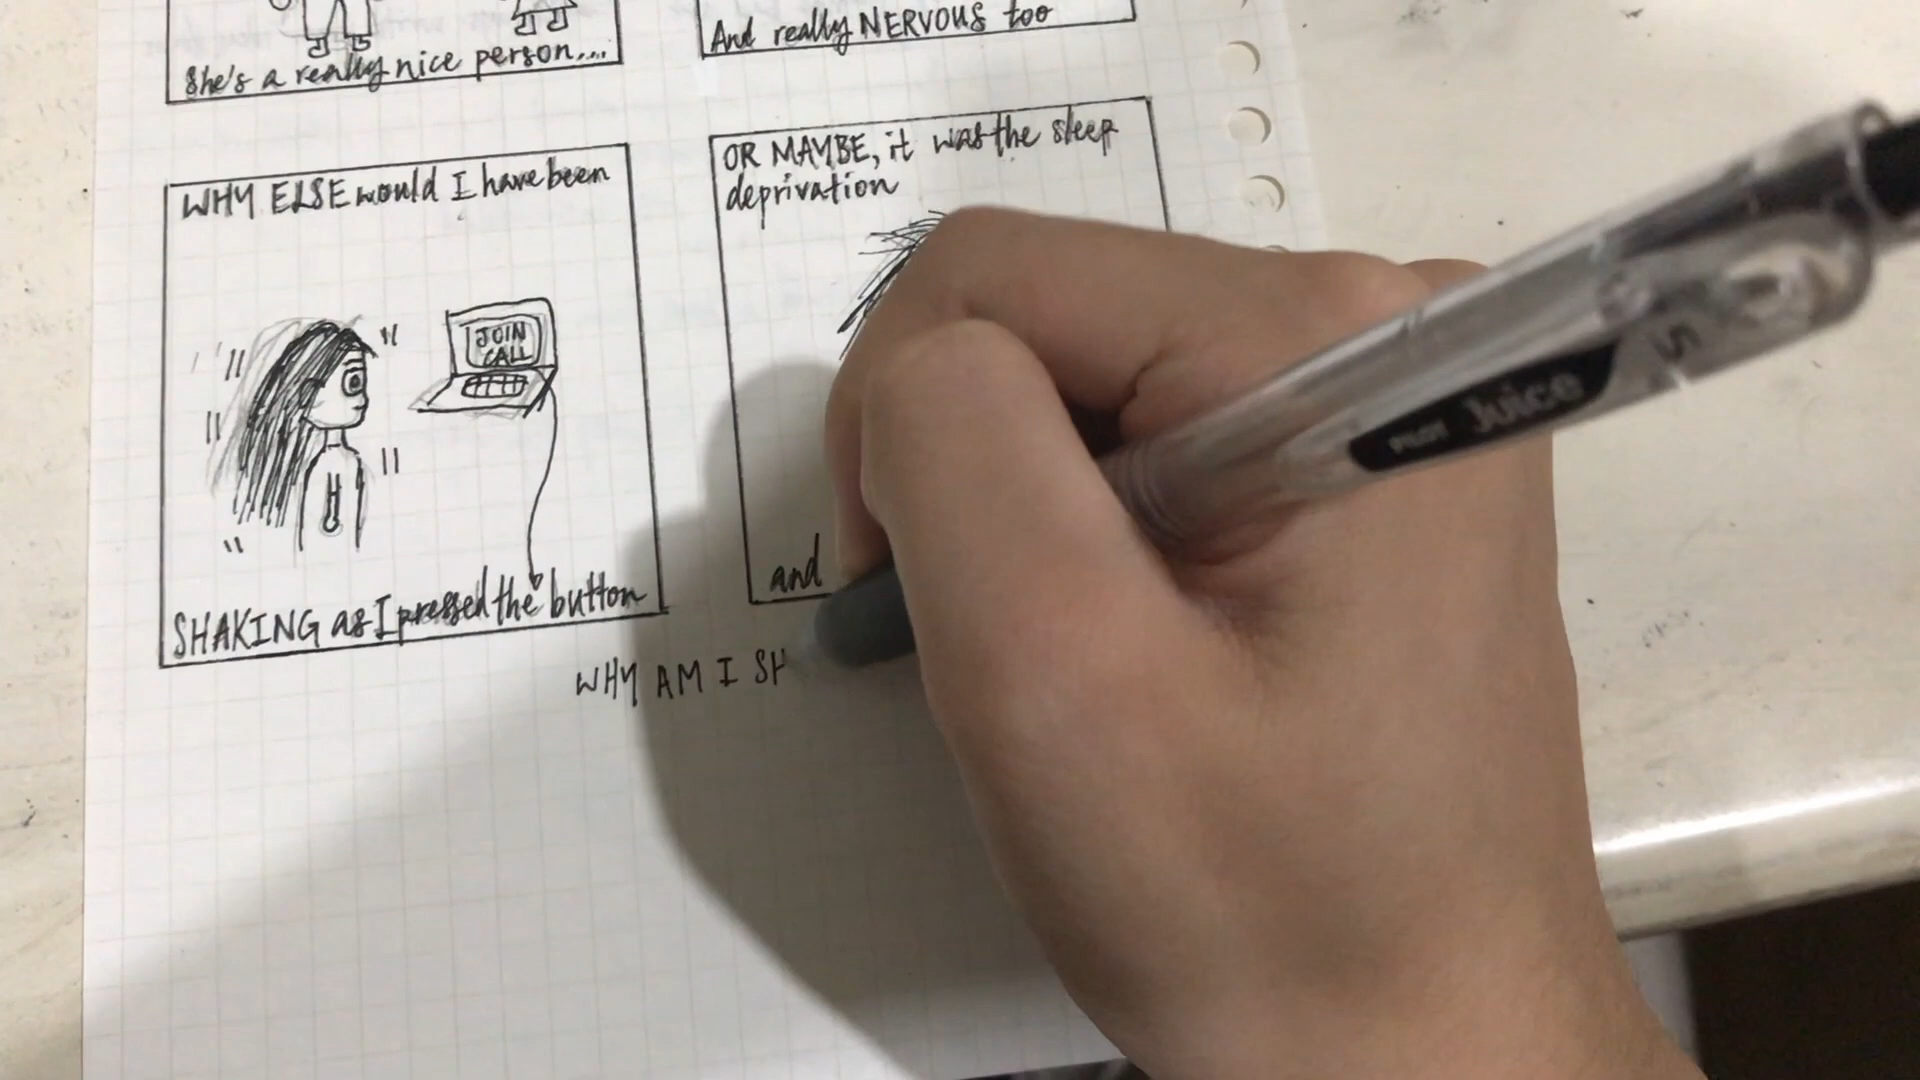 She's a really nice person....
And really NERVOUS too
WHY ELSE would I have been
JOIN
CALL
SHAKING as I pressed the button
OR MAYBE, it was the sleep
deprivation
and
WHY AM I SH
PILOT Juice
5